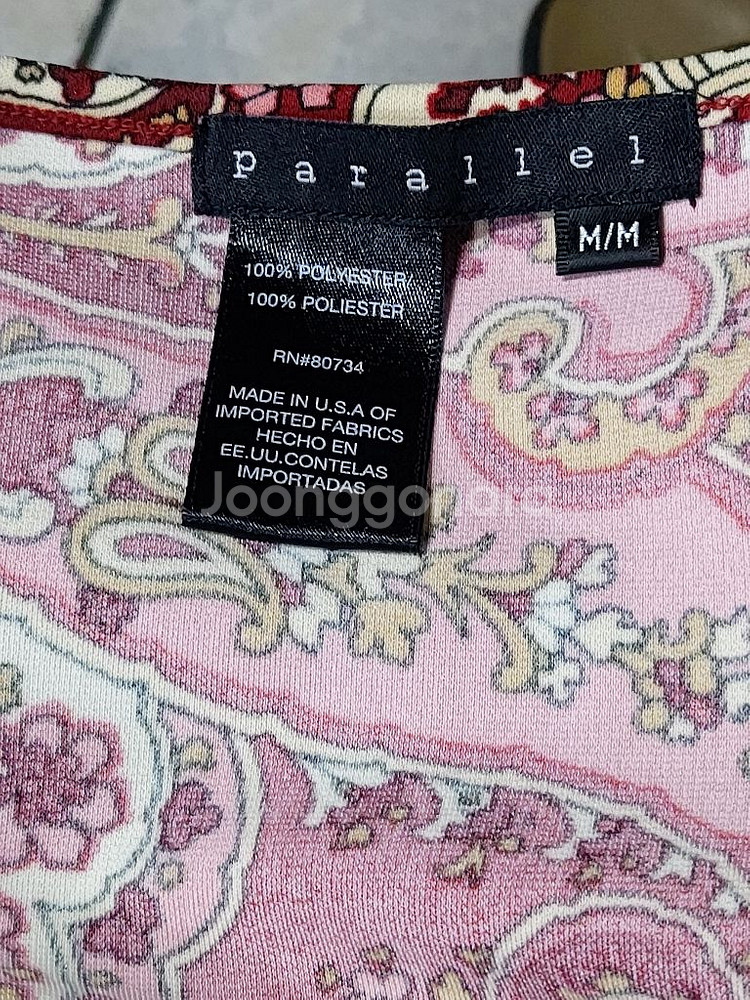 parallel
M/M
100% POLYESTER/
100% POLIESTER
RN#80734
MADE IN U.S.A OF
IMPORTED FABRICS
HECHO EN
EE.UU.CONTELAS
IMPORTADAS
Joonggonara